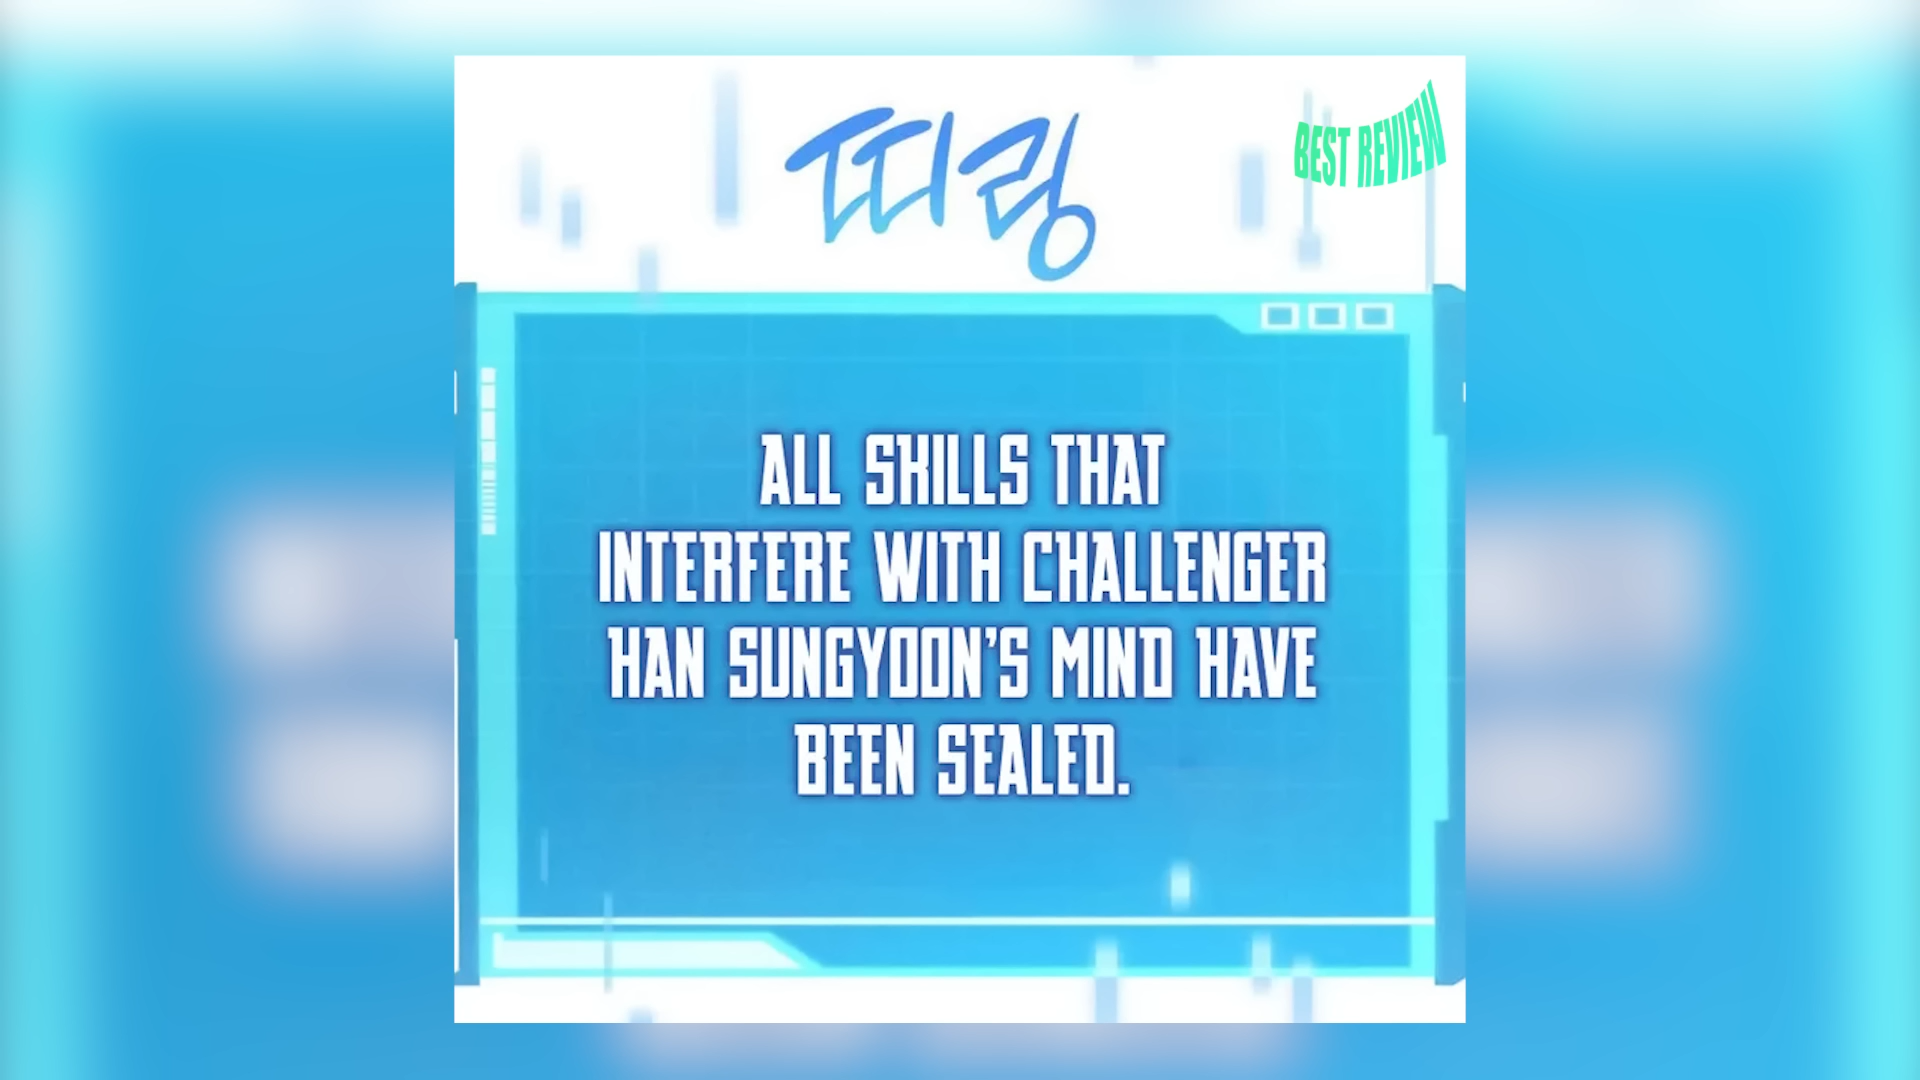 띠링
BEST REVIEW
ALL SKILLS THAT
INTERFERE WITH CHALLENGER
HAN SUNGYOON'S MIND HAVE
BEEN SEALED.